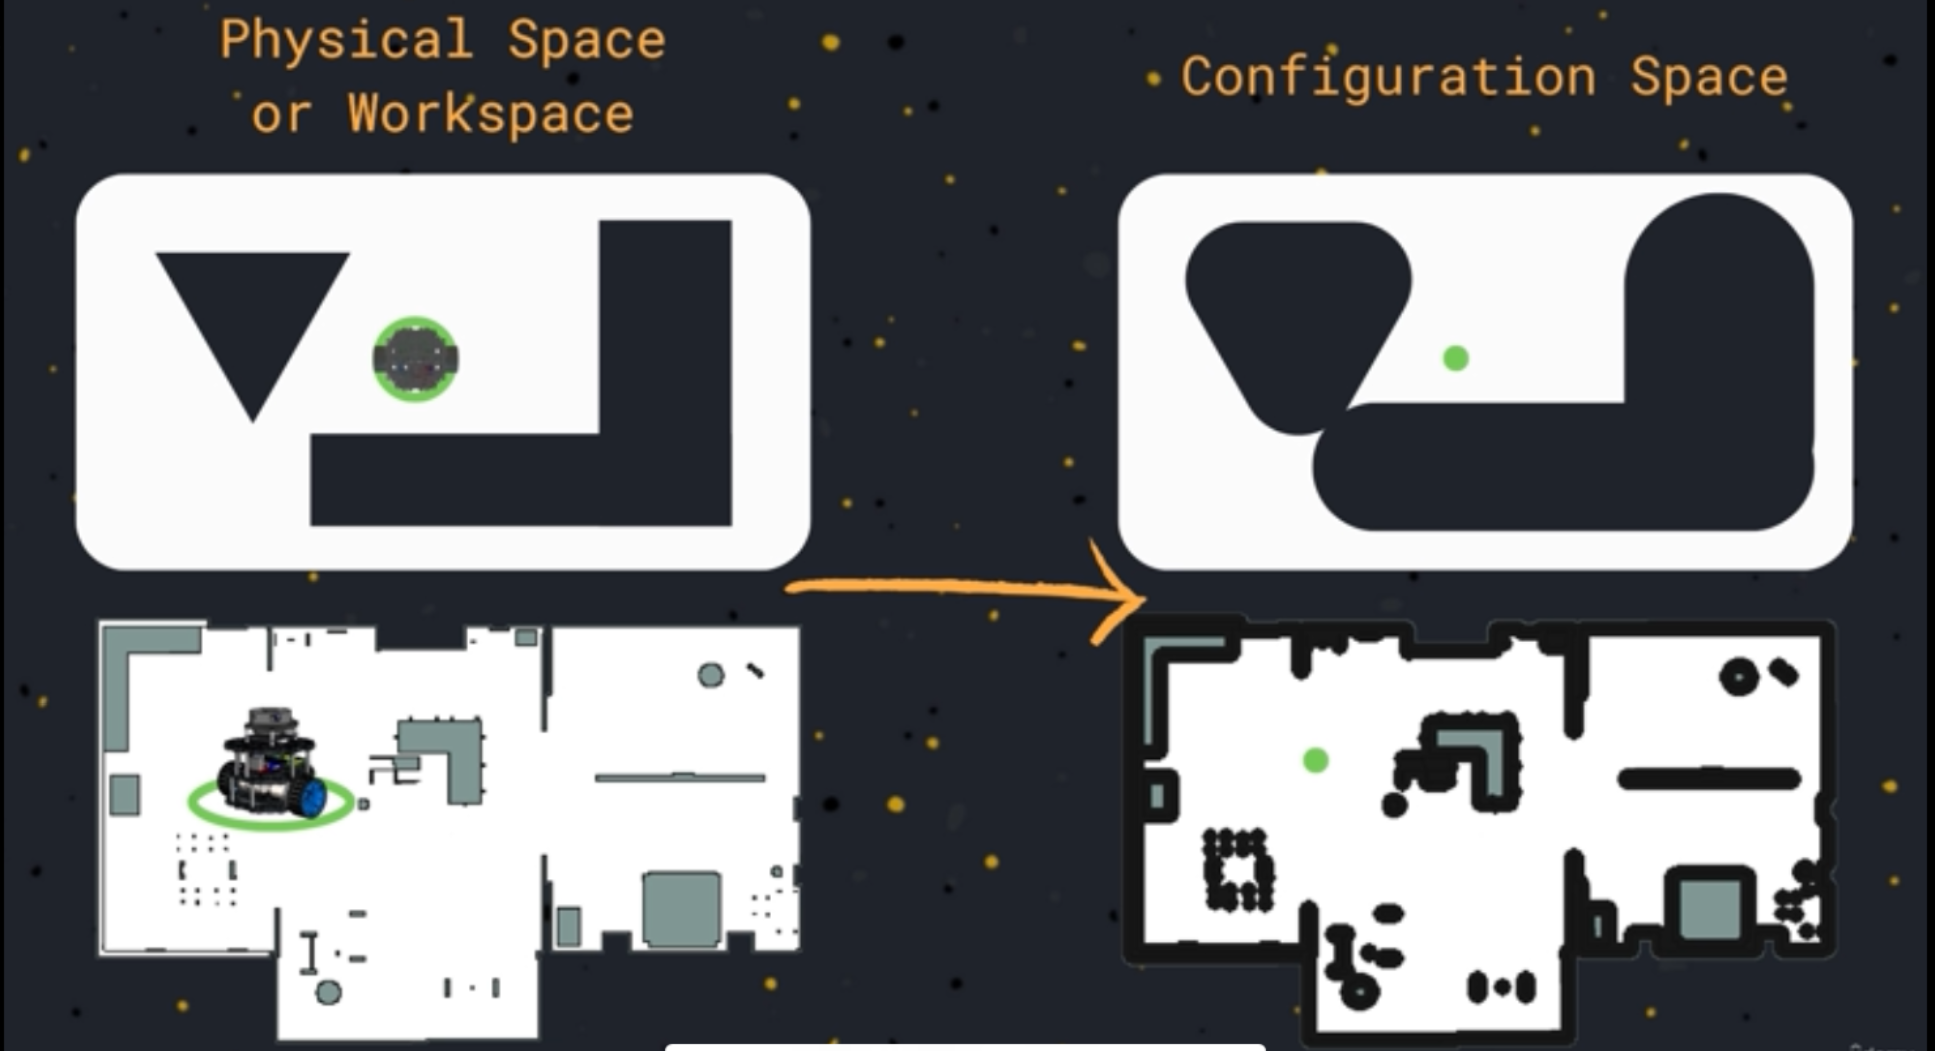 Physical Space
or Workspace
Configuration Space